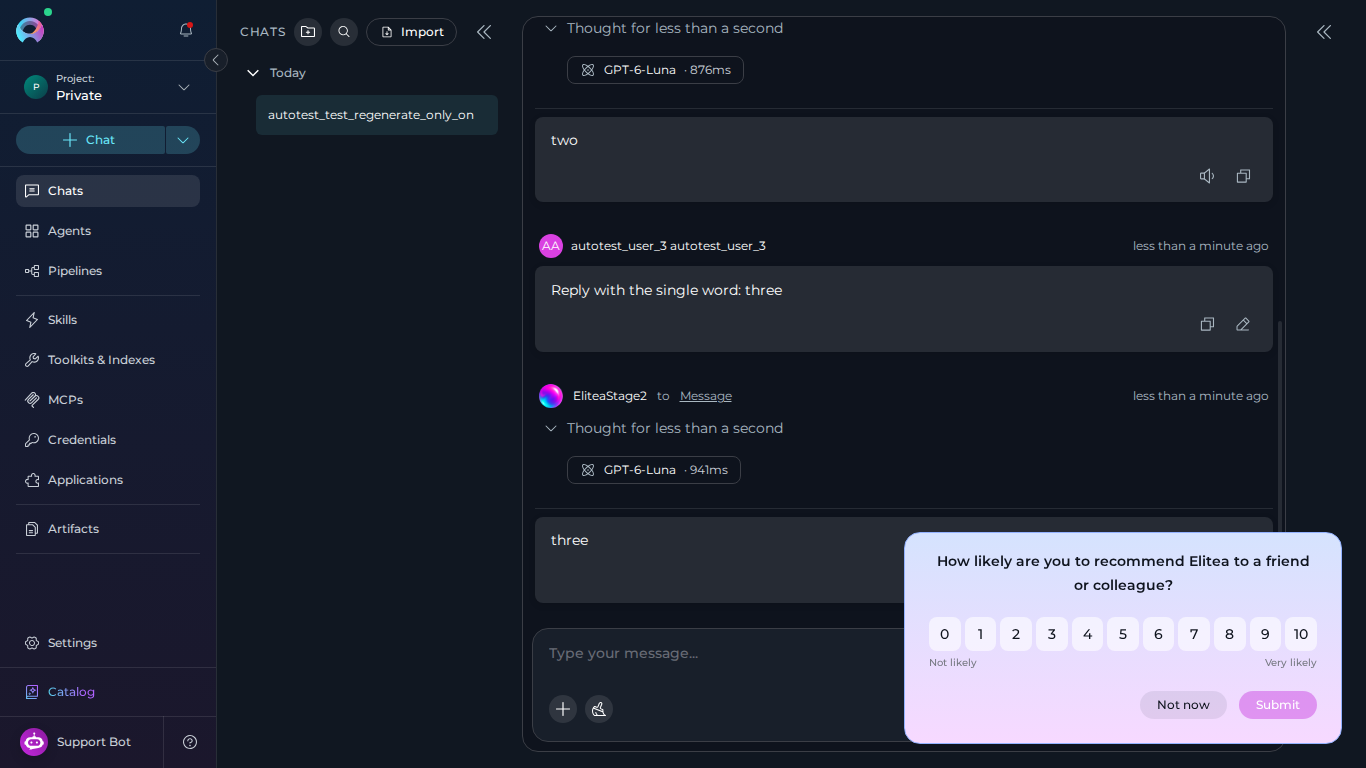 Project:
P
Private
Chat
Chats
Agents
Pipelines
Skills
Toolkits & Indexes
MCPs
Credentials
Applications
Artifacts
Settings
Catalog
Support Bot
CHATS
Import
Today
autotest_test_regenerate_only_on
Thought for less than a second
GPT-6-Luna · 876ms
two
AA autotest_user_3 autotest_user_3 less than a minute ago
Reply with the single word: three
EliteaStage2 to Message less than a minute ago
Thought for less than a second
GPT-6-Luna · 941ms
three
Type your message...
How likely are you to recommend Elitea to a friend
or colleague?
0 1 2 3 4 5 6 7 8 9 10
Not likely Very likely
Not now Submit